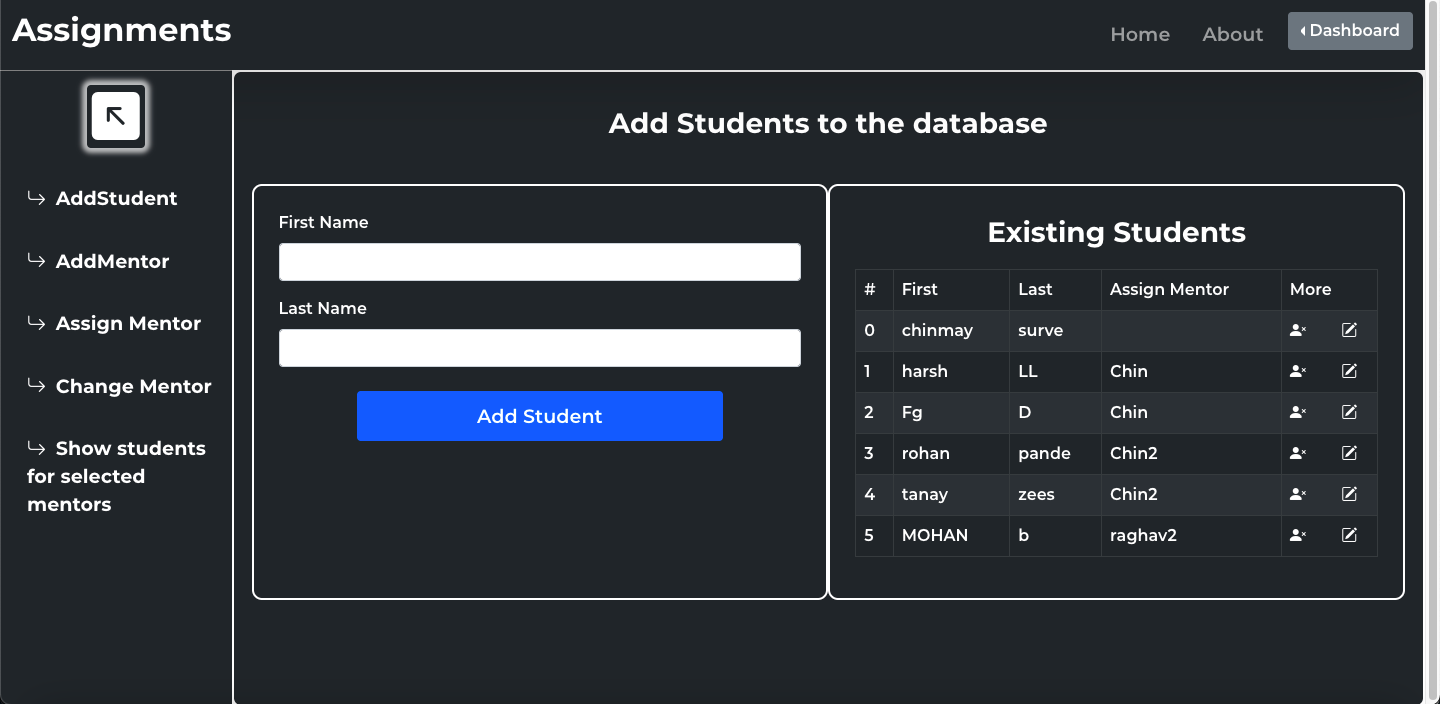 Assignments
Home About Dashboard
AddStudent
AddMentor
Assign Mentor
Change Mentor
Show students
for selected
mentors
Add Students to the database
First Name
Last Name
Add Student
Existing Students
# First Last Assign Mentor More
0 chinmay surve
1 harsh LL Chin
2 Fg D Chin
3 rohan pande Chin2
4 tanay zees Chin2
5 MOHAN b raghav2